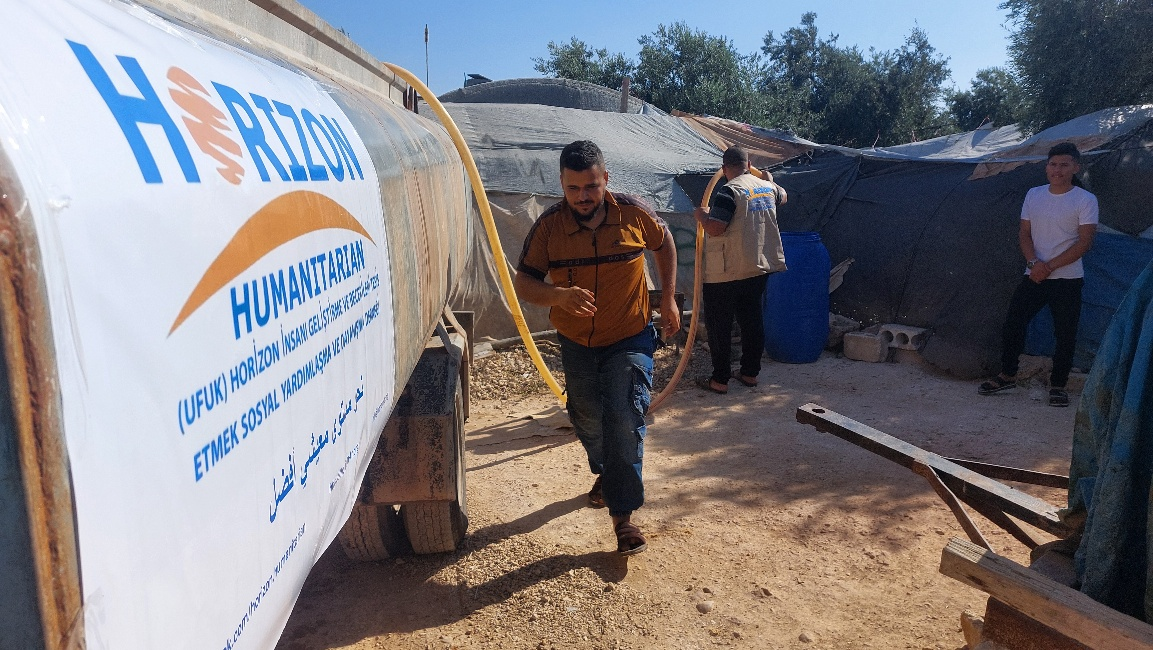 HORIZON
HUMANITARIAN
(UFUK) HORİZON İNSANİ GELİŞTİRME VE
ETMEK SOSYAL YARDIMLAŞMA VE DAYANIŞMA DERNEĞİ
نحو مستوى معيشي أفضل